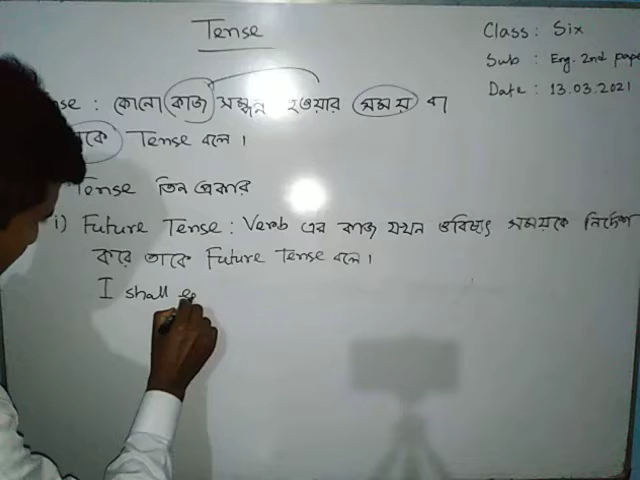 Tense
Class: Six
Sub : Eng. 2nd pape
Date : 13.03.2021
se : কোনো কাজ সম্পন্ন হওয়ার সময় বা
কে Tense বলে।
Tense তিন প্রকার
i) Future Tense : Verb এর কাজ যখন ভবিষ্যৎ সময়কে নির্দেশ
করে তাকে Future Tense বলে।
I shall